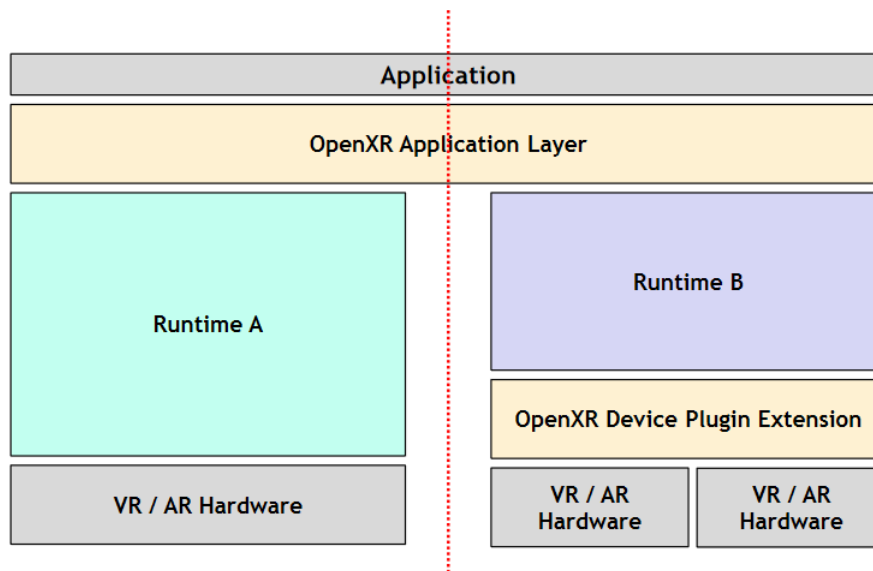 Application
OpenXR Application Layer
Runtime A
Runtime B
OpenXR Device Plugin Extension
VR / AR Hardware
VR / AR
Hardware
VR / AR
Hardware